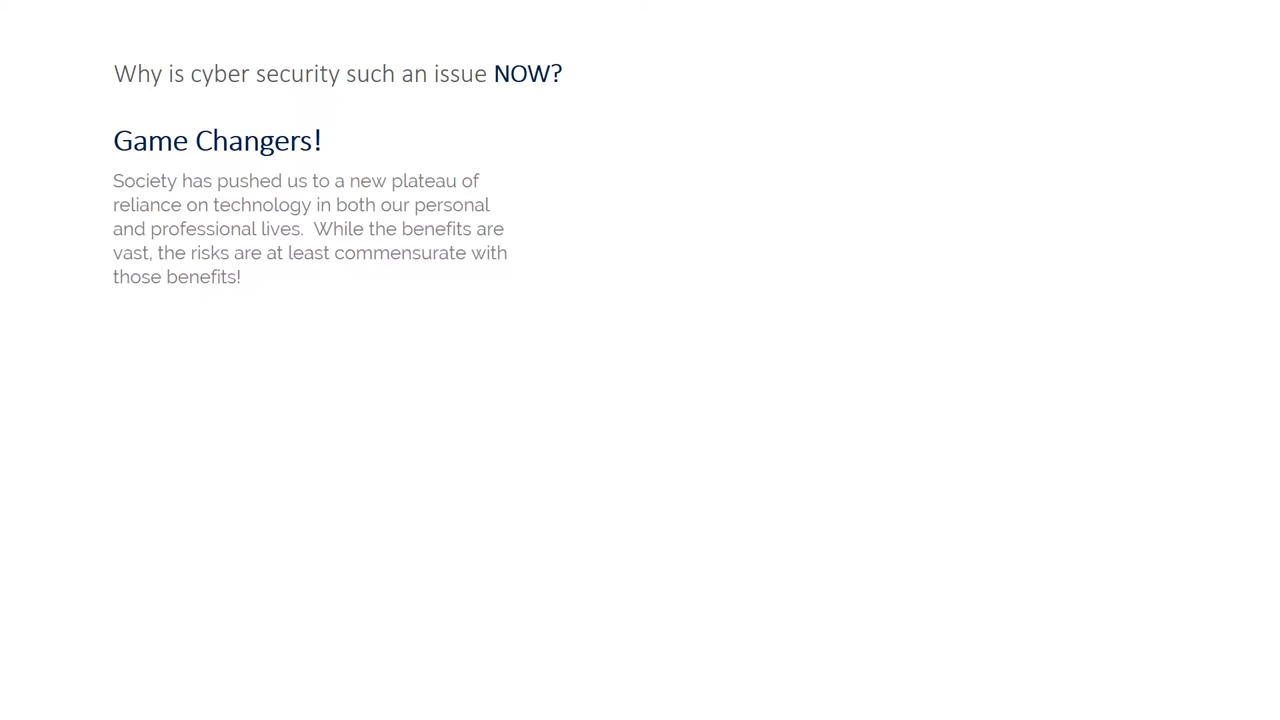 Why is cyber security such an issue NOW?
Game Changers!
Society has pushed us to a new plateau of
reliance on technology in both our personal
and professional lives.  While the benefits are
vast, the risks are at least commensurate with
those benefits!